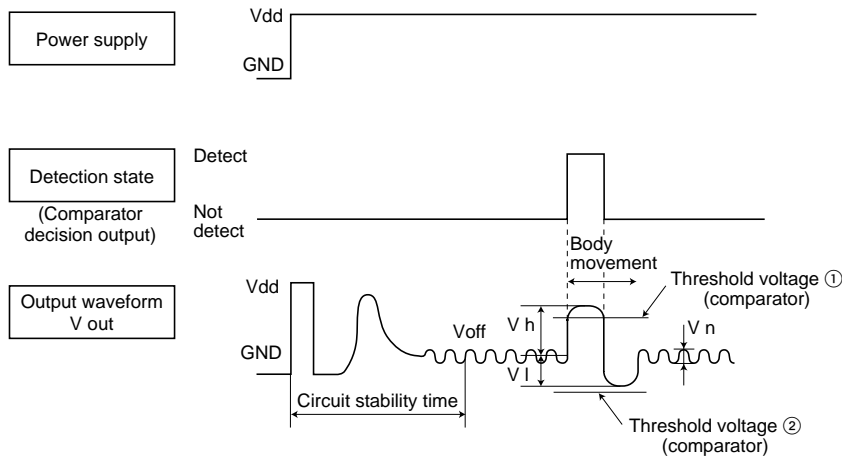 Power supply
Vdd
GND
Detection state
(Comparator
decision output)
Detect
Not
detect
Body
movement
Output waveform
V out
Vdd
GND
Voff
V h
V l
Threshold voltage ①
(comparator)
V n
Circuit stability time
Threshold voltage ②
(comparator)